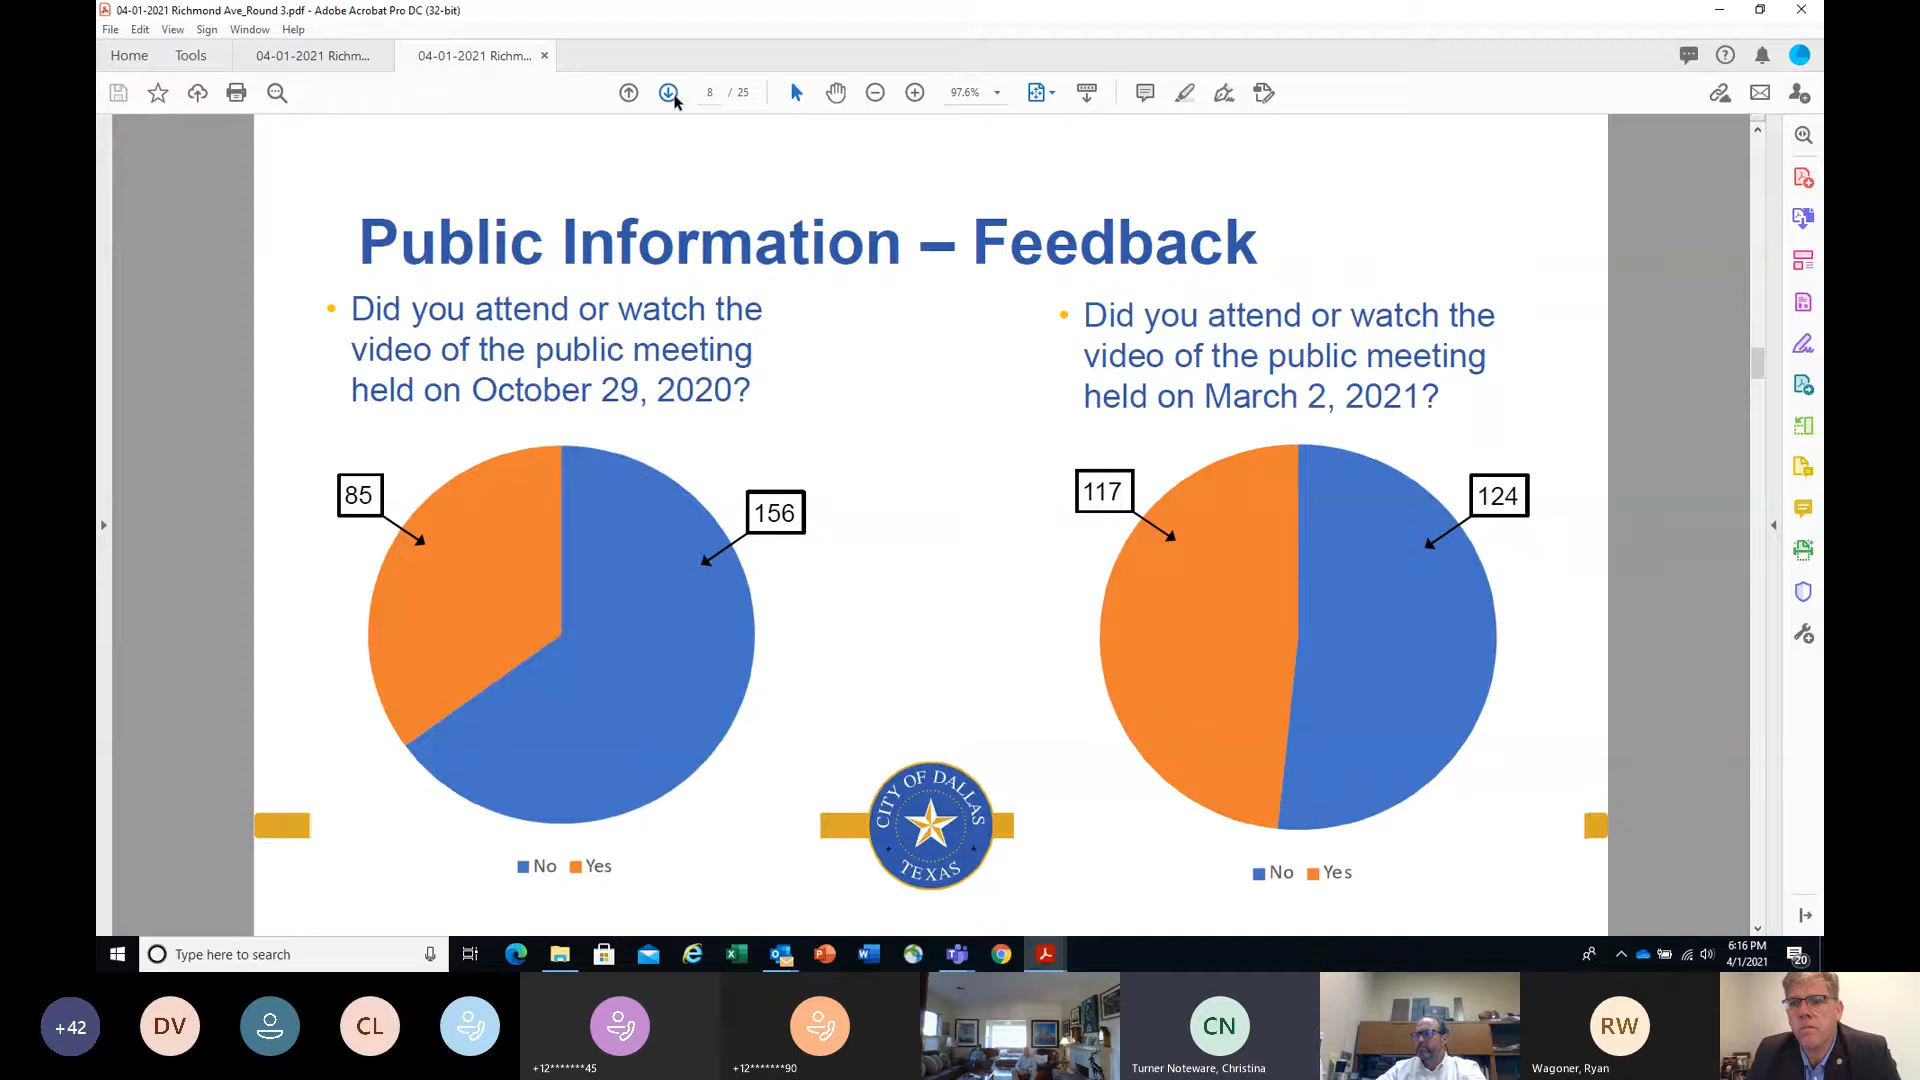 04-01-2021 Richmond Ave_Round 3.pdf - Adobe Acrobat Pro DC (32-bit)
File Edit View Sign Window Help
Home Tools 04-01-2021 Richm... 04-01-2021 Richm... ×
8 / 25 97.6%
Public Information – Feedback
• Did you attend or watch the
video of the public meeting
held on October 29, 2020?
• Did you attend or watch the
video of the public meeting
held on March 2, 2021?
85
156
117
124
No Yes
No Yes
CITY OF DALLAS
TEXAS
Type here to search
6:16 PM
4/1/2021
20
+42
DV
CL
+12*******45
+12*******90
CN
Turner Noteware, Christina
RW
Wagoner, Ryan